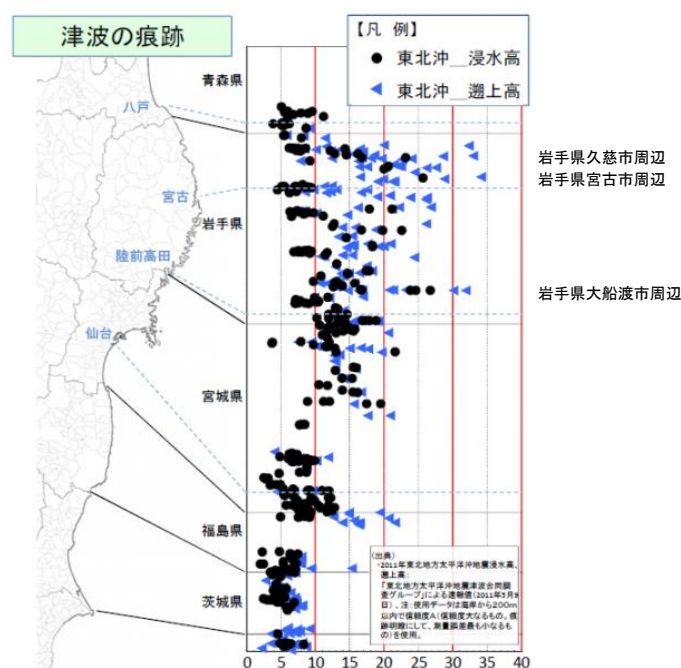 津波の痕跡
【凡 例】
東北沖__浸水高
東北沖__遡上高
青森県
八戸
岩手県久慈市周辺
岩手県宮古市周辺
宮古
岩手県
陸前高田
岩手県大船渡市周辺
仙台
宮城県
福島県
茨城県
(出典)
・2011年東北地方太平洋沖地震浸水高、
遡上高:
「東北地方太平洋沖地震津波合同調
査グループ」による速報値(2011年5月9
日)、注:使用データは海岸から200m
以内で信頼度A(信頼度大なるもの。痕
跡明瞭にして、測量誤差最も小なるも
の)を使用。
0 5 10 15 20 25 30 35 40